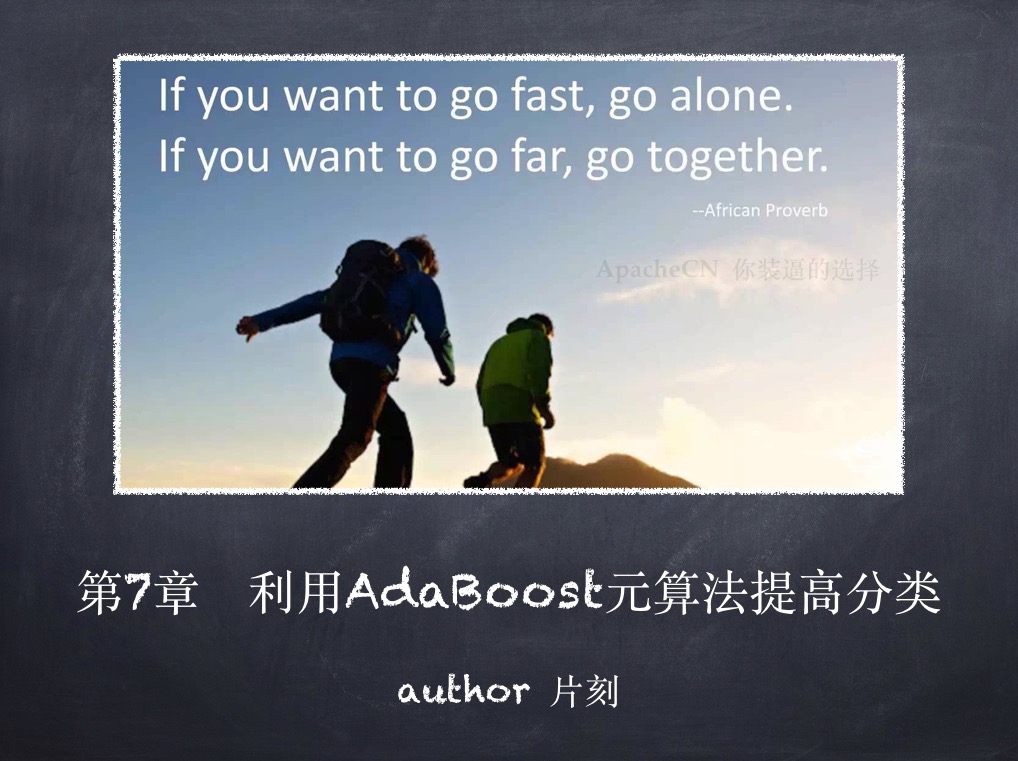 If you want to go fast, go alone.
If you want to go far, go together.
--African Proverb
ApacheCN 你装逼的选择
第7章 利用AdaBoost元算法提高分类
author 片刻